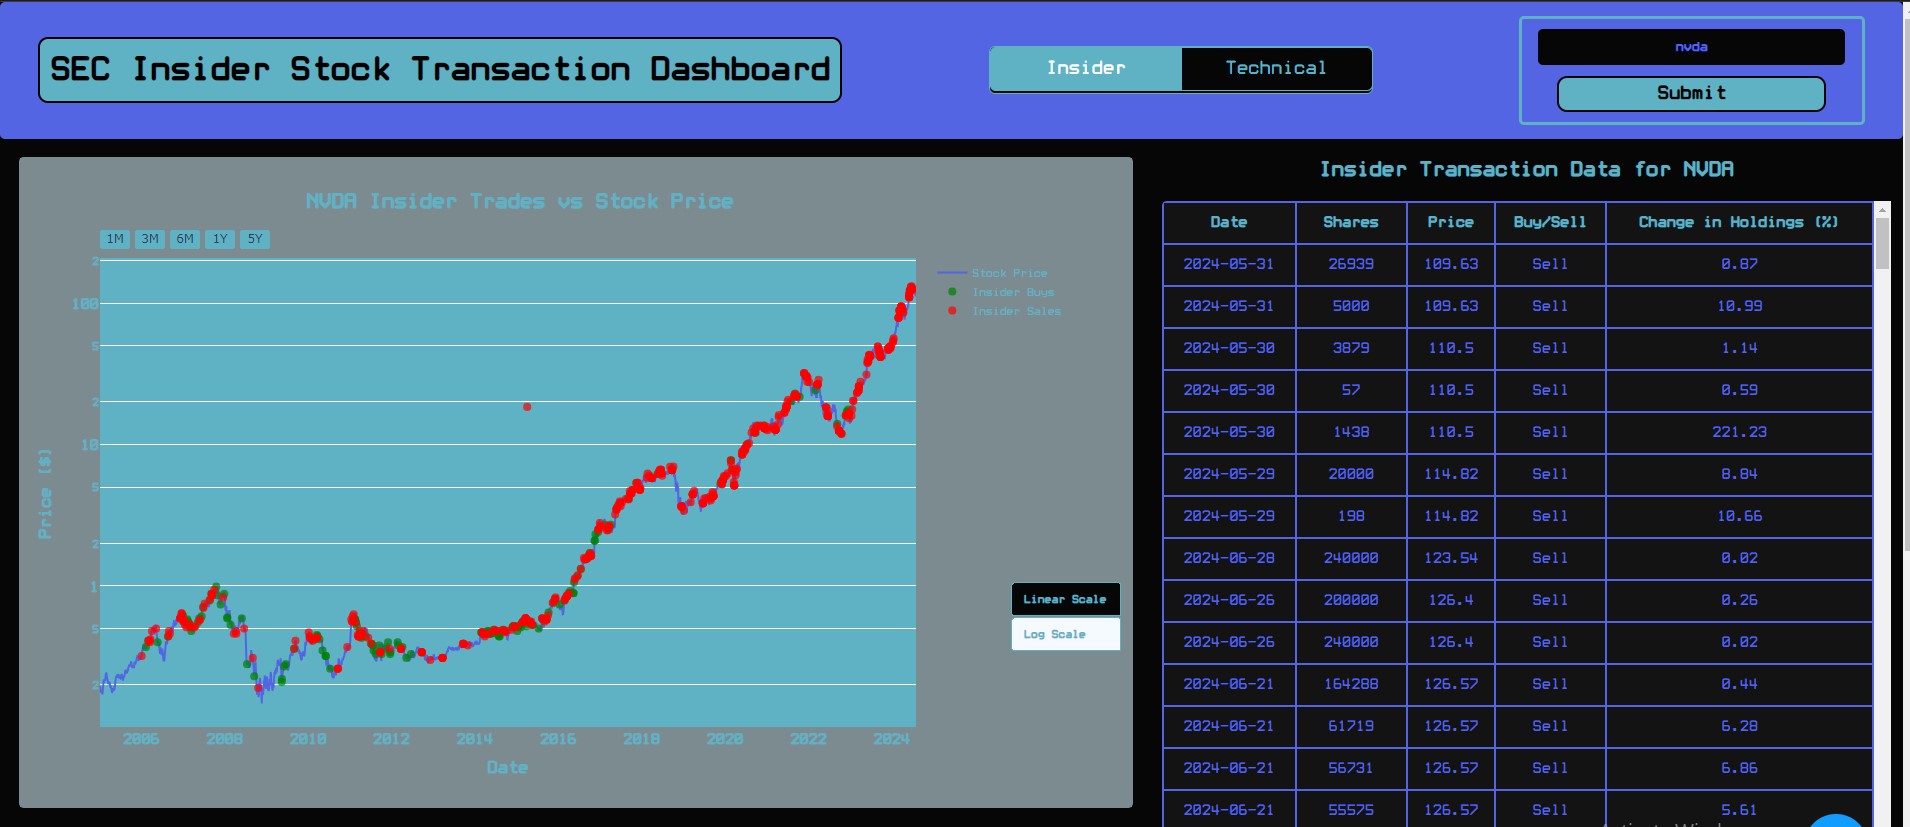 SEC Insider Stock Transaction Dashboard
Insider Technical
nvda
Submit
NVDA Insider Trades vs Stock Price
1M 3M 6M 1Y 5Y
Stock Price
Insider Buys
Insider Sales
2
100
5
2
10
5
2
1
5
2
Price ($)
2006 2008 2010 2012 2014 2016 2018 2020 2022 2024
Date
Linear Scale
Log Scale
Insider Transaction Data for NVDA
Date Shares Price Buy/Sell Change in Holdings (%)
2024-05-31 26939 109.63 Sell 0.87
2024-05-31 5000 109.63 Sell 10.99
2024-05-30 3879 110.5 Sell 1.14
2024-05-30 57 110.5 Sell 0.59
2024-05-30 1438 110.5 Sell 221.23
2024-05-29 20000 114.82 Sell 8.84
2024-05-29 198 114.82 Sell 10.66
2024-06-28 240000 123.54 Sell 0.02
2024-06-26 200000 126.4 Sell 0.26
2024-06-26 240000 126.4 Sell 0.02
2024-06-21 164288 126.57 Sell 0.44
2024-06-21 61719 126.57 Sell 6.28
2024-06-21 56731 126.57 Sell 6.86
2024-06-21 55575 126.57 Sell 5.61